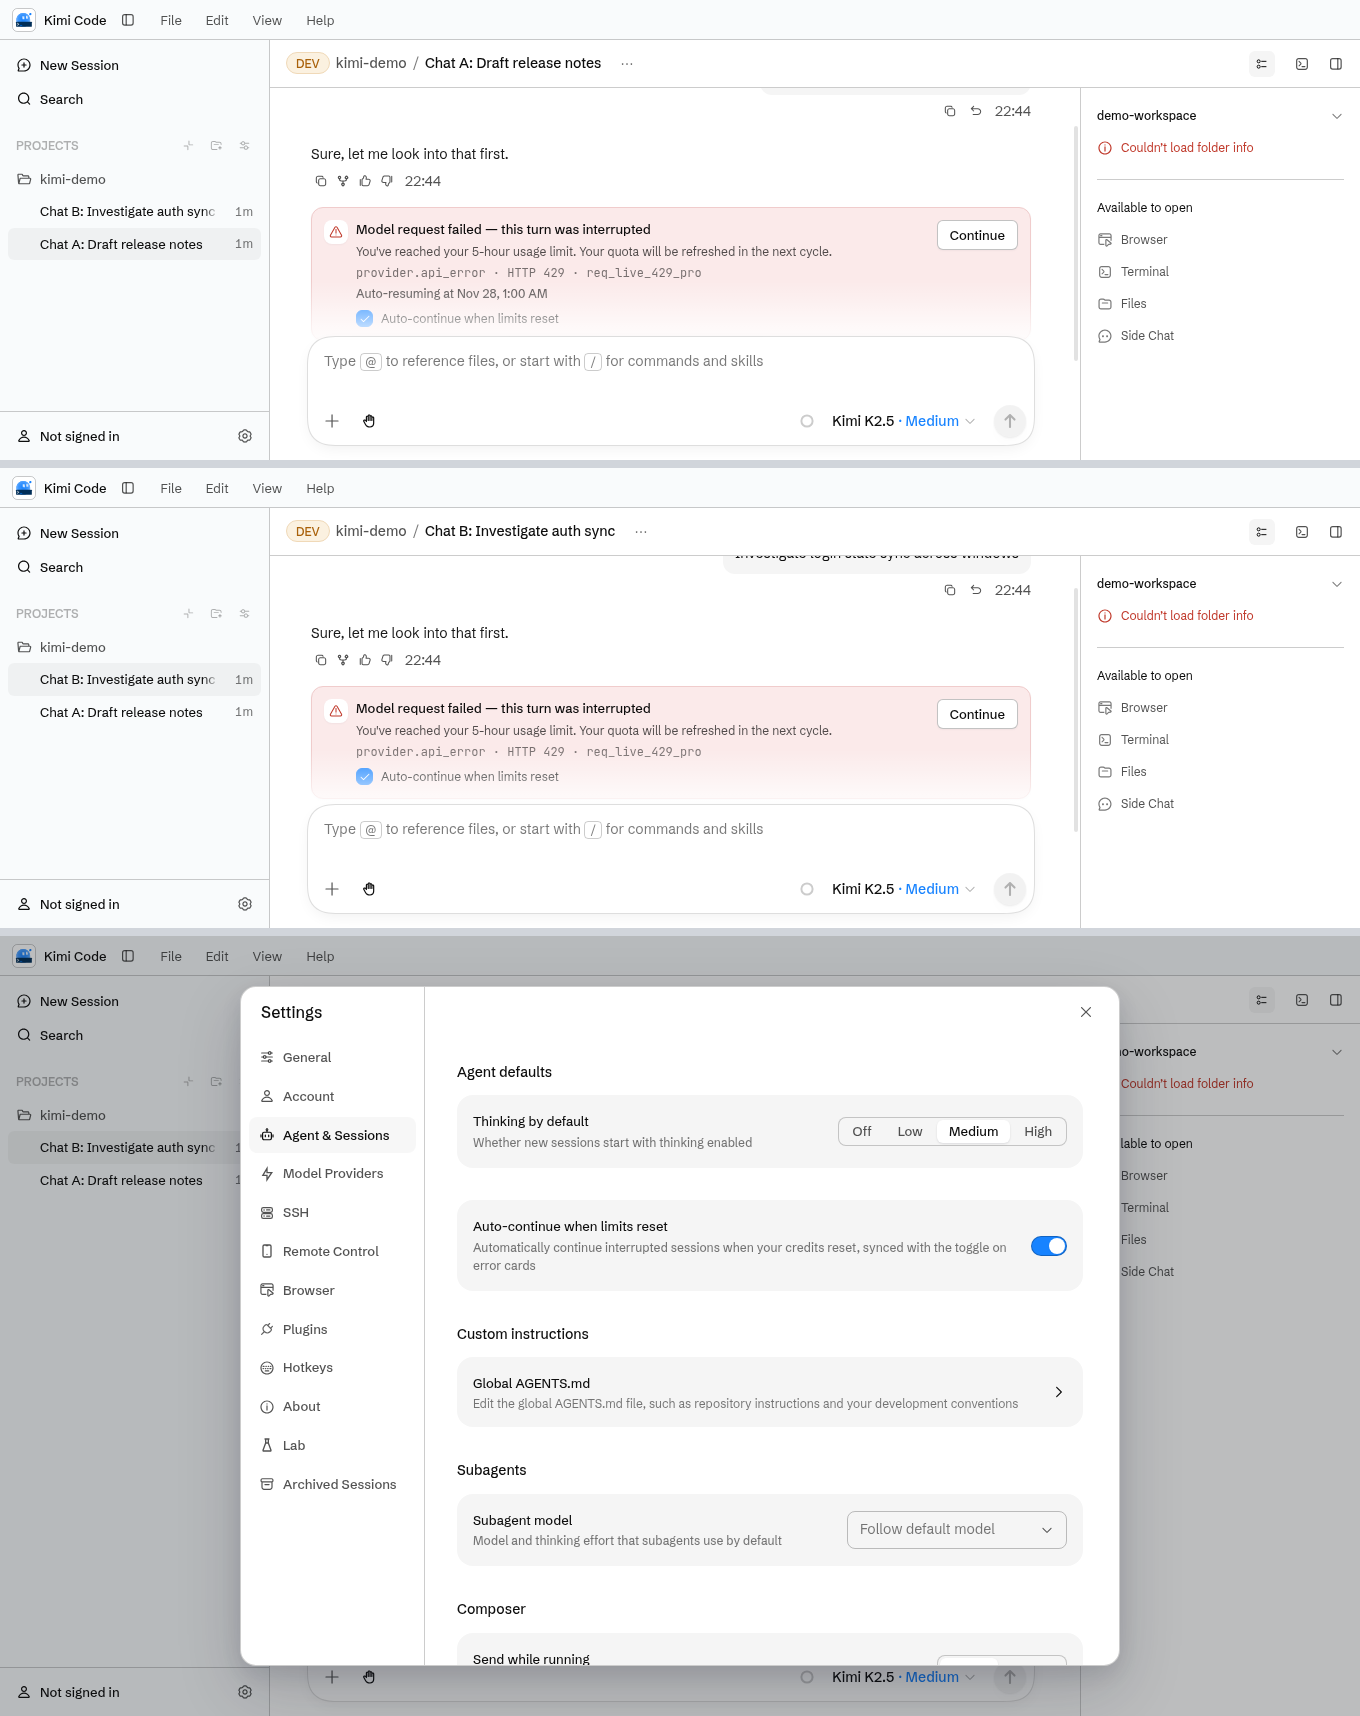 Kimi Code File Edit View Help
New Session
Search
PROJECTS
kimi-demo
Chat B: Investigate auth sync 1m
Chat A: Draft release notes 1m
Not signed in
DEV kimi-demo / Chat A: Draft release notes ...
22:44
Sure, let me look into that first.
22:44
Model request failed — this turn was interrupted
You've reached your 5-hour usage limit. Your quota will be refreshed in the next cycle.
provider.api_error · HTTP 429 · req_live_429_pro
Auto-resuming at Nov 28, 1:00 AM
Auto-continue when limits reset
Continue
Type @ to reference files, or start with / for commands and skills
Kimi K2.5 · Medium
demo-workspace
Couldn't load folder info
Available to open
Browser
Terminal
Files
Side Chat
Kimi Code File Edit View Help
New Session
Search
PROJECTS
kimi-demo
Chat B: Investigate auth sync 1m
Chat A: Draft release notes 1m
Not signed in
DEV kimi-demo / Chat B: Investigate auth sync ...
Investigate login state sync across windows
22:44
Sure, let me look into that first.
22:44
Model request failed — this turn was interrupted
You've reached your 5-hour usage limit. Your quota will be refreshed in the next cycle.
provider.api_error · HTTP 429 · req_live_429_pro
Auto-continue when limits reset
Continue
Type @ to reference files, or start with / for commands and skills
Kimi K2.5 · Medium
demo-workspace
Couldn't load folder info
Available to open
Browser
Terminal
Files
Side Chat
Kimi Code File Edit View Help
New Session
Search
PROJECTS
kimi-demo
Chat B: Investigate auth sync 1
Chat A: Draft release notes 1
Not signed in
Settings
General
Account
Agent & Sessions
Model Providers
SSH
Remote Control
Browser
Plugins
Hotkeys
About
Lab
Archived Sessions
Agent defaults
Thinking by default
Whether new sessions start with thinking enabled
Off Low Medium High
Auto-continue when limits reset
Automatically continue interrupted sessions when your credits reset, synced with the toggle on
error cards
Custom instructions
Global AGENTS.md
Edit the global AGENTS.md file, such as repository instructions and your development conventions
Subagents
Subagent model
Model and thinking effort that subagents use by default
Follow default model
Composer
Send while running
Kimi K2.5 · Medium
o-workspace
Couldn't load folder info
lable to open
Browser
Terminal
Files
Side Chat